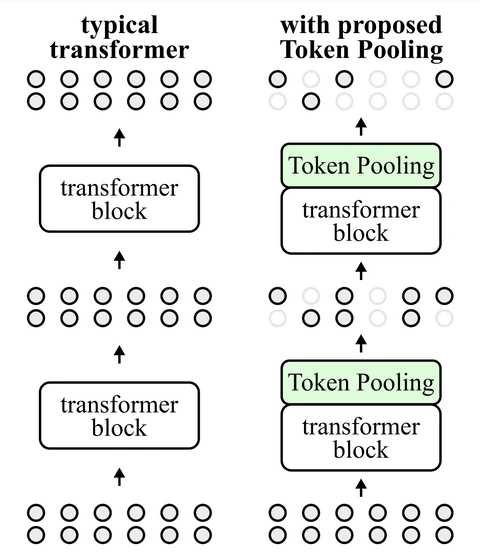 typical
transformer
with proposed
Token Pooling
Token Pooling
transformer
block
transformer
block
Token Pooling
transformer
block
transformer
block